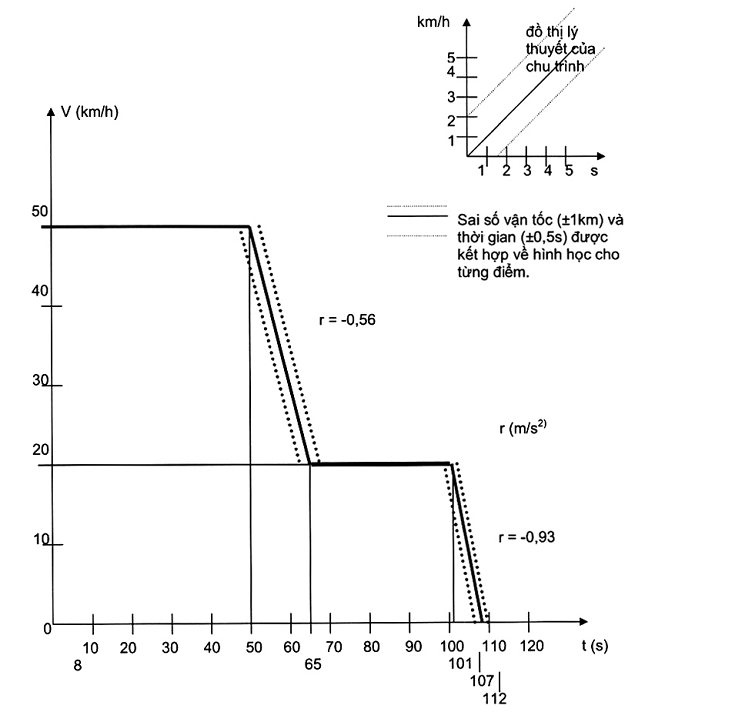 km/h
đồ thị lý
thuyết của
chu trình
5
4
3
2
1
1 2 3 4 5 s
V (km/h)
Sai số vận tốc (±1km) và
thời gian (±0,5s) được
kết hợp về hình học cho
từng điểm.
50
40
r = -0,56
30
r (m/s²)
20
r = -0,93
10
0
10 20 30 40 50 60 70 80 90 100 110 120 t (s)
8 65 101
107
112